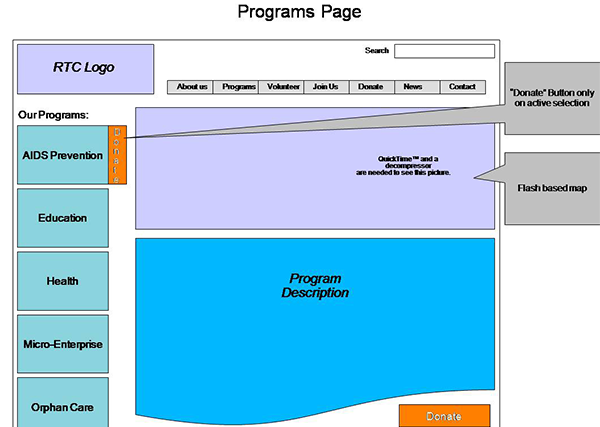 Programs Page
Search
RTC Logo
About us Programs Volunteer Join Us Donate News Contact
"Donate" Button only
on active selection
Our Programs:
AIDS Prevention
Donate
QuickTime™ and a
decompressor
are needed to see this picture.
Flash based map
Education
Health
Program
Description
Micro-Enterprise
Orphan Care
Donate